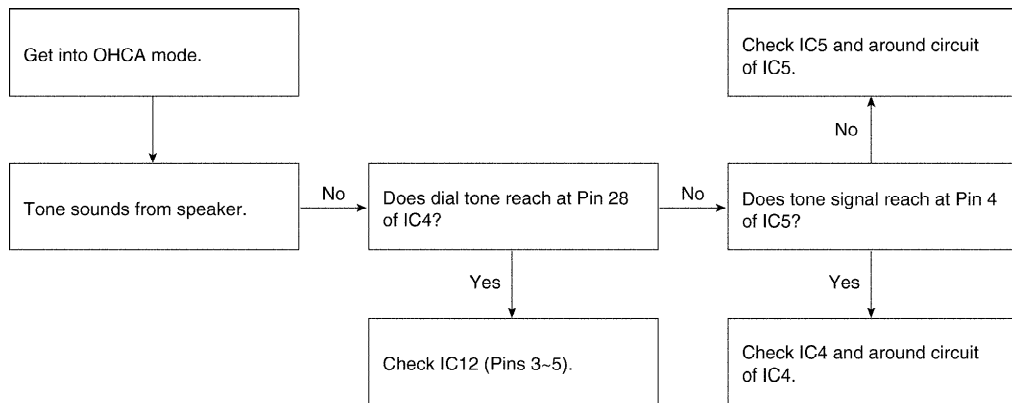 Get into OHCA mode.
Check IC5 and around circuit
of IC5.
No
Tone sounds from speaker.
No
Does dial tone reach at Pin 28
of IC4?
No
Does tone signal reach at Pin 4
of IC5?
Yes
Yes
Check IC12 (Pins 3~5).
Check IC4 and around circuit
of IC4.